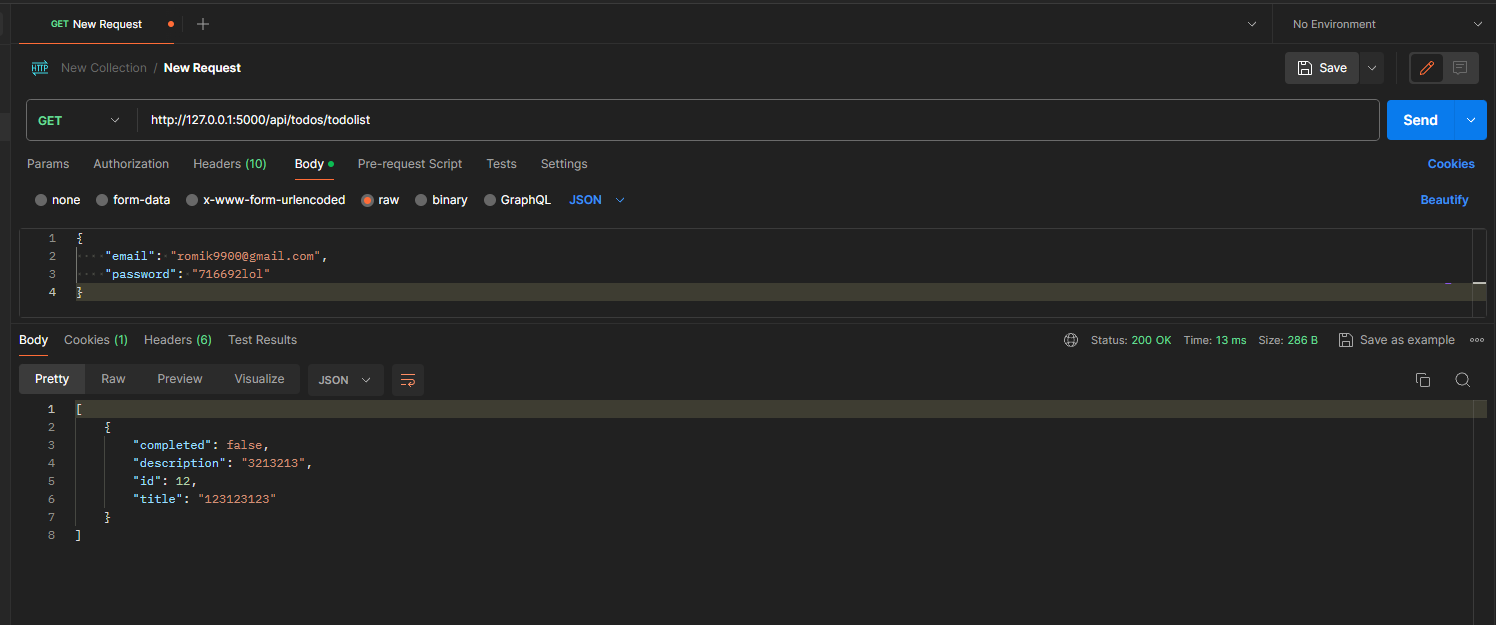 GET New Request
No Environment
HTTP New Collection / New Request
Save
GET http://127.0.0.1:5000/api/todos/todolist
Send
Params Authorization Headers (10) Body Pre-request Script Tests Settings Cookies
none form-data x-www-form-urlencoded raw binary GraphQL JSON Beautify
1 {
2 "email": "romik9900@gmail.com",
3 "password": "716692lol"
4 }
Body Cookies (1) Headers (6) Test Results Status: 200 OK Time: 13 ms Size: 286 B Save as example
Pretty Raw Preview Visualize JSON
1 [
2 {
3 "completed": false,
4 "description": "3213213",
5 "id": 12,
6 "title": "123123123"
7 }
8 ]